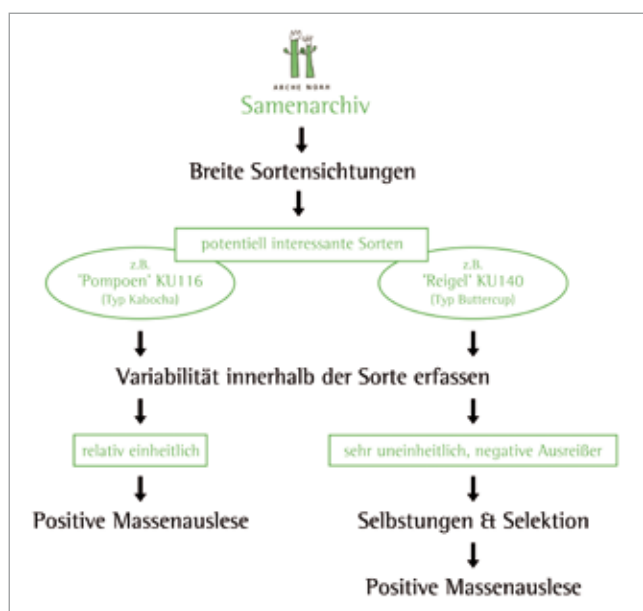 ARCHE NOAH
Samenarchiv
Breite Sortensichtungen
potentiell interessante Sorten
z.B.
"Pompoen" KU116
(Typ Kabocha)
z.B.
"Reigel" KU140
(Typ Buttercup)
Variabilität innerhalb der Sorte erfassen
relativ einheitlich
sehr uneinheitlich, negative Ausreißer
Positive Massenauslese
Selbstungen & Selektion
Positive Massenauslese